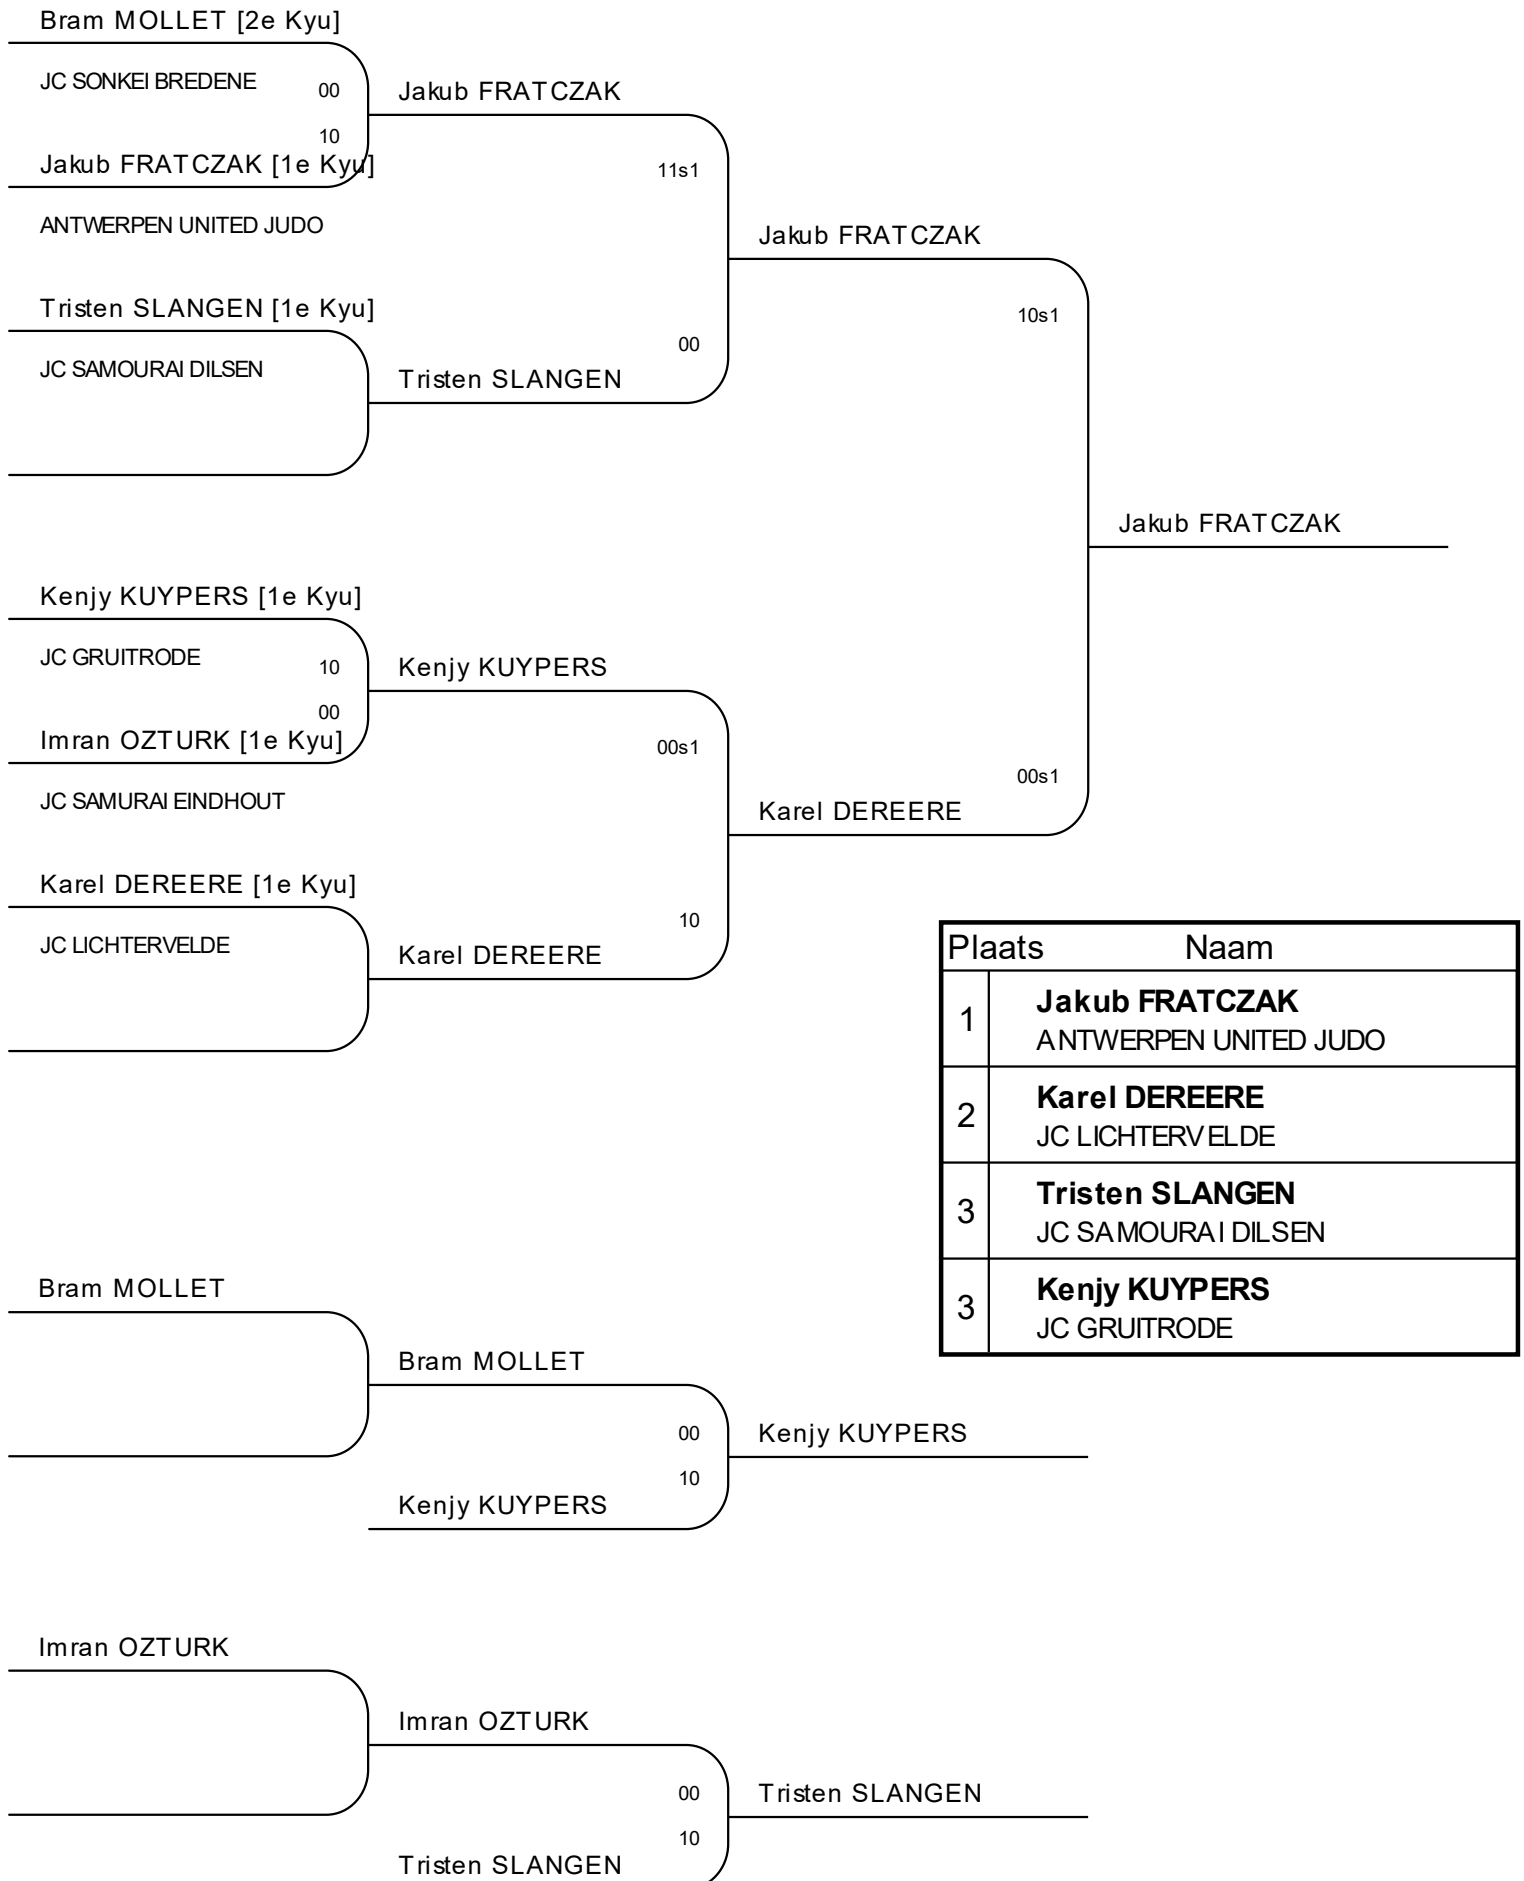 Bram MOLLET [2e Kyu]
JC SONKEI BREDENE
00
Jakub FRATCZAK
10
Jakub FRATCZAK [1e Kyu]
11s1
ANTWERPEN UNITED JUDO
Jakub FRATCZAK
Tristen SLANGEN [1e Kyu]
10s1
00
JC SAMOURAI DILSEN
Tristen SLANGEN
Jakub FRATCZAK
Kenjy KUYPERS [1e Kyu]
JC GRUITRODE
10
Kenjy KUYPERS
00
Imran OZTURK [1e Kyu]
00s1
00s1
JC SAMURAI EINDHOUT
Karel DEREERE
Karel DEREERE [1e Kyu]
10
JC LICHTERVELDE
Karel DEREERE
Plaats Naam
1 Jakub FRATCZAK
ANTWERPEN UNITED JUDO
2 Karel DEREERE
JC LICHTERVELDE
3 Tristen SLANGEN
JC SAMOURAI DILSEN
3 Kenjy KUYPERS
JC GRUITRODE
Bram MOLLET
Bram MOLLET
00
Kenjy KUYPERS
10
Kenjy KUYPERS
Imran OZTURK
Imran OZTURK
00
Tristen SLANGEN
10
Tristen SLANGEN